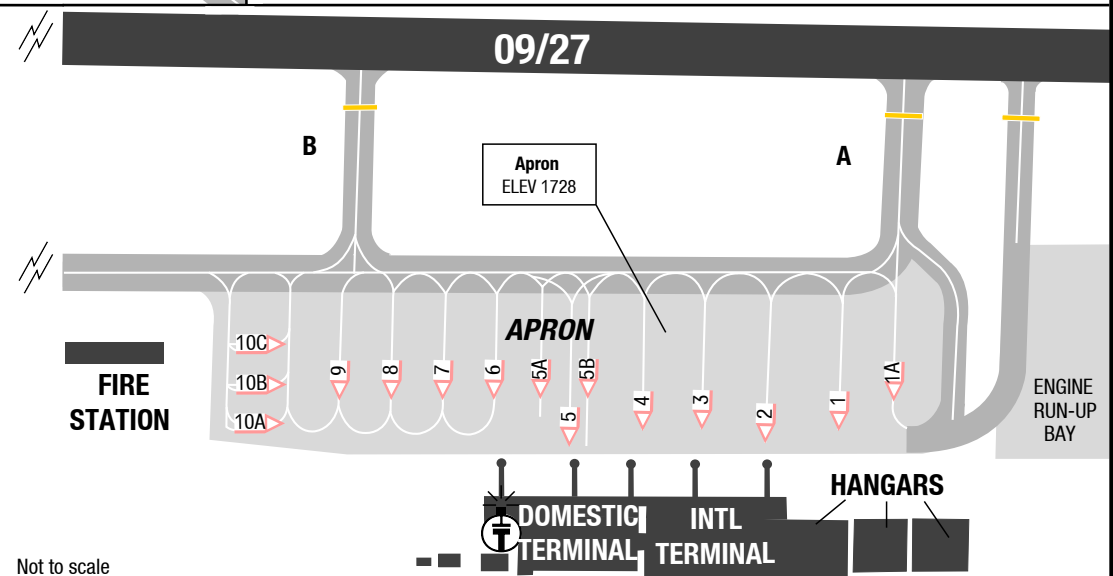 09/27
B
A
Apron
ELEV 1728
APRON
10C
10B
10A
9
8
7
6
5A
5
5B
4
3
2
1
1A
FIRE
STATION
ENGINE
RUN-UP
BAY
HANGARS
DOMESTIC
TERMINAL
INTL
TERMINAL
T
Not to scale